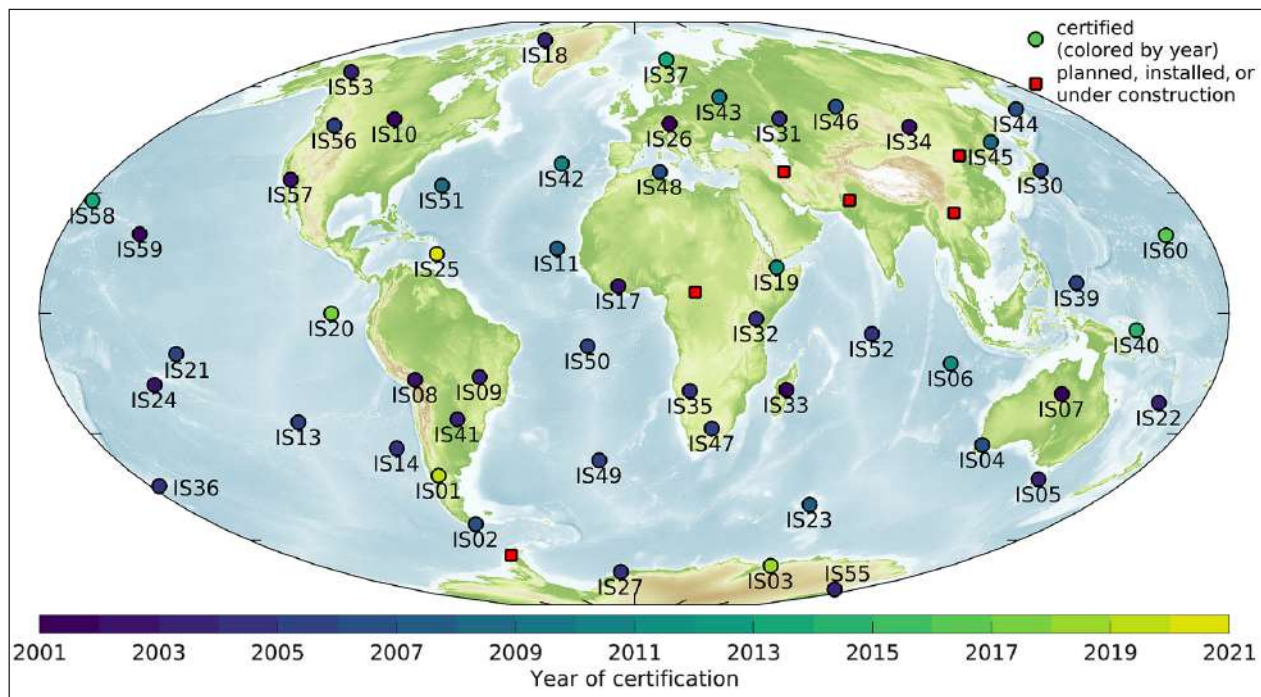 certified
(colored by year)
planned, installed, or
under construction
IS18
IS37
IS53
IS43
IS56
IS10
IS26
IS31
IS46
IS34
IS44
IS45
IS57
IS51
IS42
IS48
IS30
IS58
IS59
IS25
IS11
IS19
IS60
IS17
IS39
IS20
IS32
IS40
IS21
IS50
IS52
IS06
IS24
IS08
IS09
IS35
IS33
IS07
IS22
IS13
IS41
IS47
IS14
IS04
IS36
IS01
IS49
IS05
IS02
IS23
IS27
IS03
IS55
2001 2003 2005 2007 2009 2011 2013 2015 2017 2019 2021
Year of certification